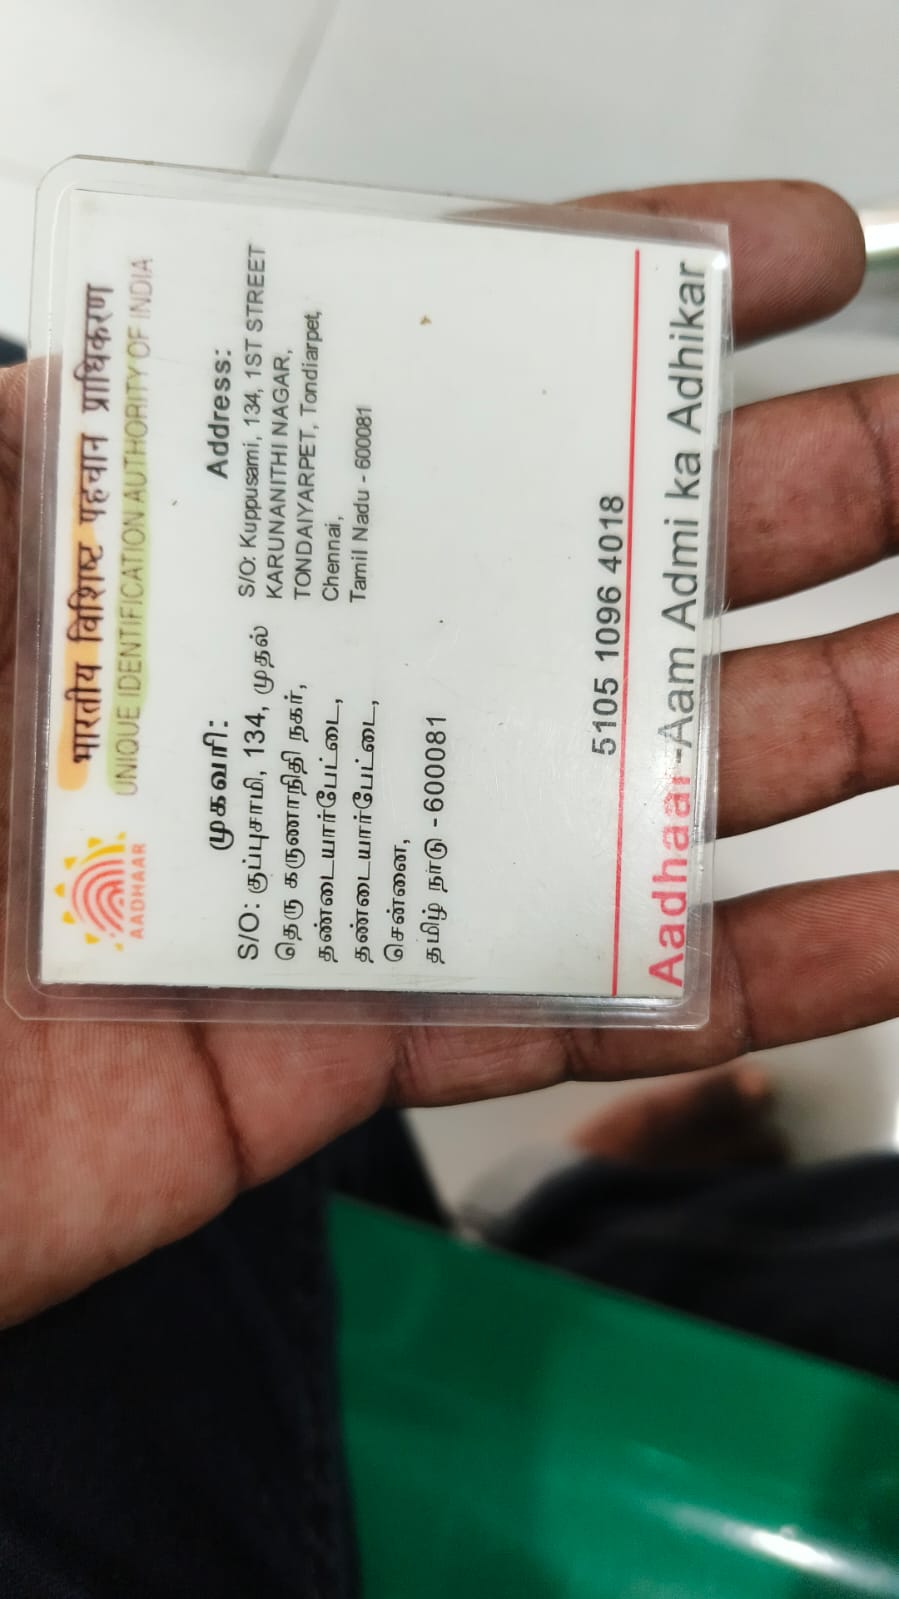 भारतीय विशिष्ट पहचान प्राधिकरण
UNIQUE IDENTIFICATION AUTHORITY OF INDIA
AADHAAR
முகவரி:
S/O: குப்புசாமி, 134, முதல்
தெரு கருணாநிதி நகர்,
தண்டையார்பேட்டை,
தண்டையார்பேட்டை,
சென்னை,
தமிழ் நாடு - 600081
Address:
S/O: Kuppusami, 134, 1ST STREET
KARUNANITHI NAGAR,
TONDAIYARPET, Tondiarpet,
Chennai,
Tamil Nadu - 600081
5105 1096 4018
Aadhaar-Aam Admi ka Adhikar